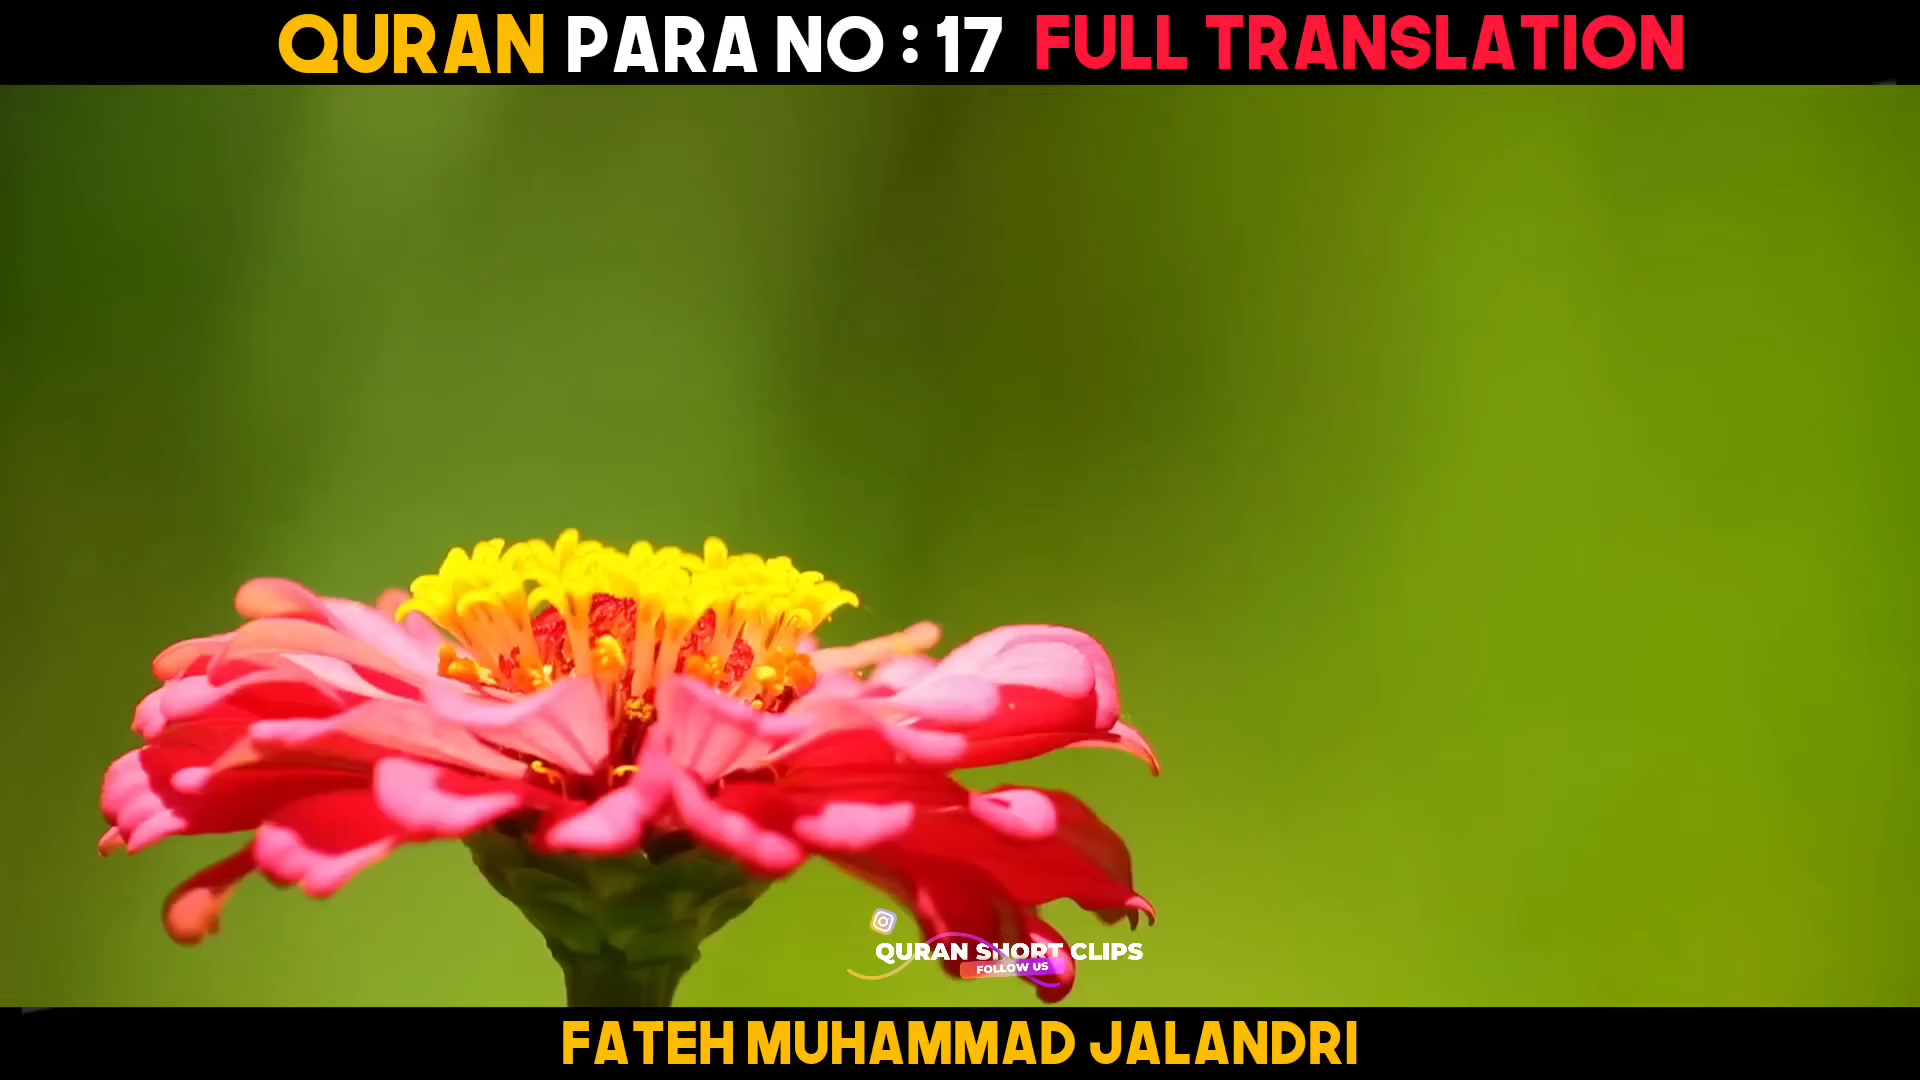 QURAN PARA NO : 17 FULL TRANSLATION
QURAN SHORT CLIPS
FOLLOW US
FATEH MUHAMMAD JALANDRI